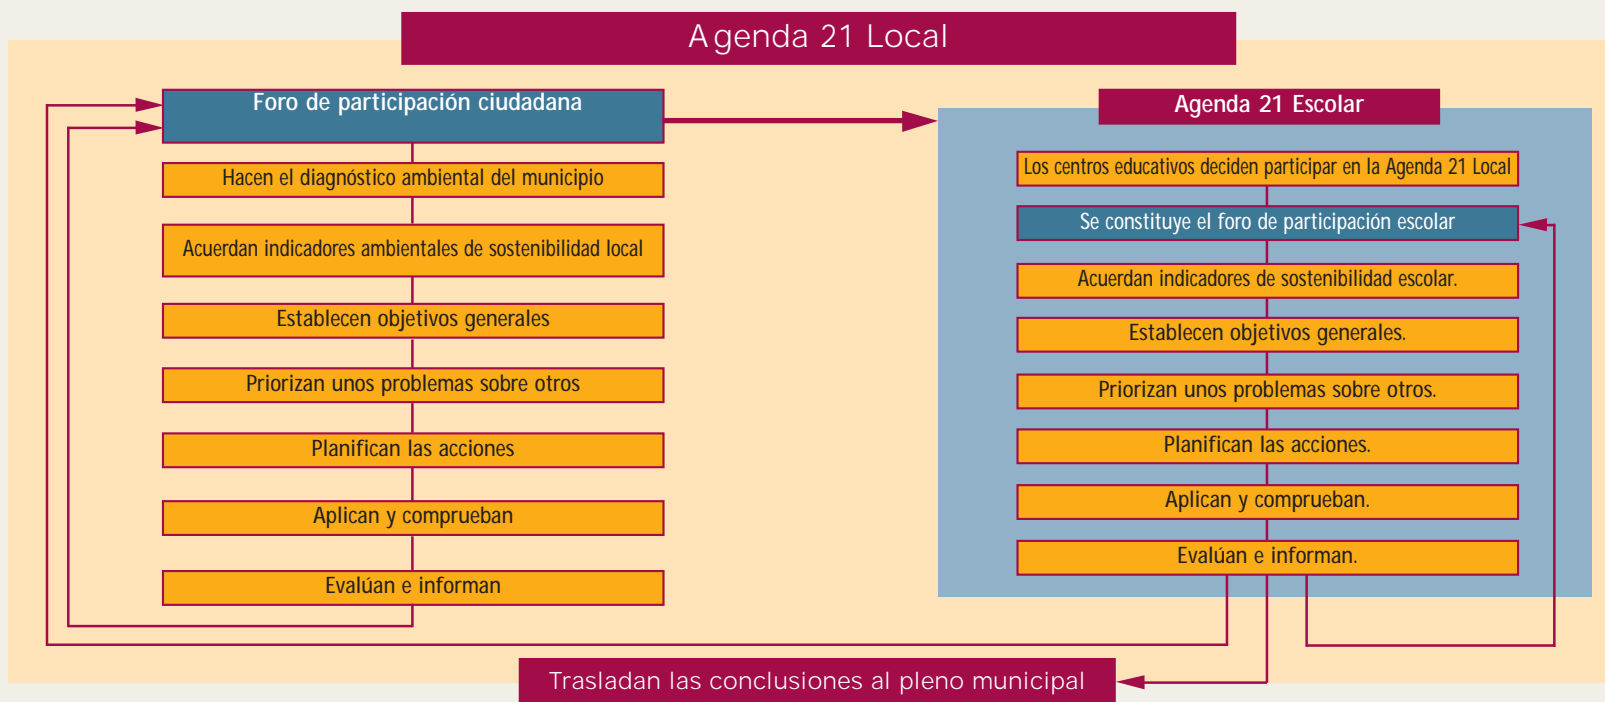 Agenda 21 Local
Foro de participación ciudadana
Hacen el diagnóstico ambiental del municipio
Acuerdan indicadores ambientales de sostenibilidad local
Establecen objetivos generales
Priorizan unos problemas sobre otros
Planifican las acciones
Aplican y comprueban
Evalúan e informan
Agenda 21 Escolar
Los centros educativos deciden participar en la Agenda 21 Local
Se constituye el foro de participación escolar
Acuerdan indicadores de sostenibilidad escolar.
Establecen objetivos generales.
Priorizan unos problemas sobre otros.
Planifican las acciones.
Aplican y comprueban.
Evalúan e informan.
Trasladan las conclusiones al pleno municipal